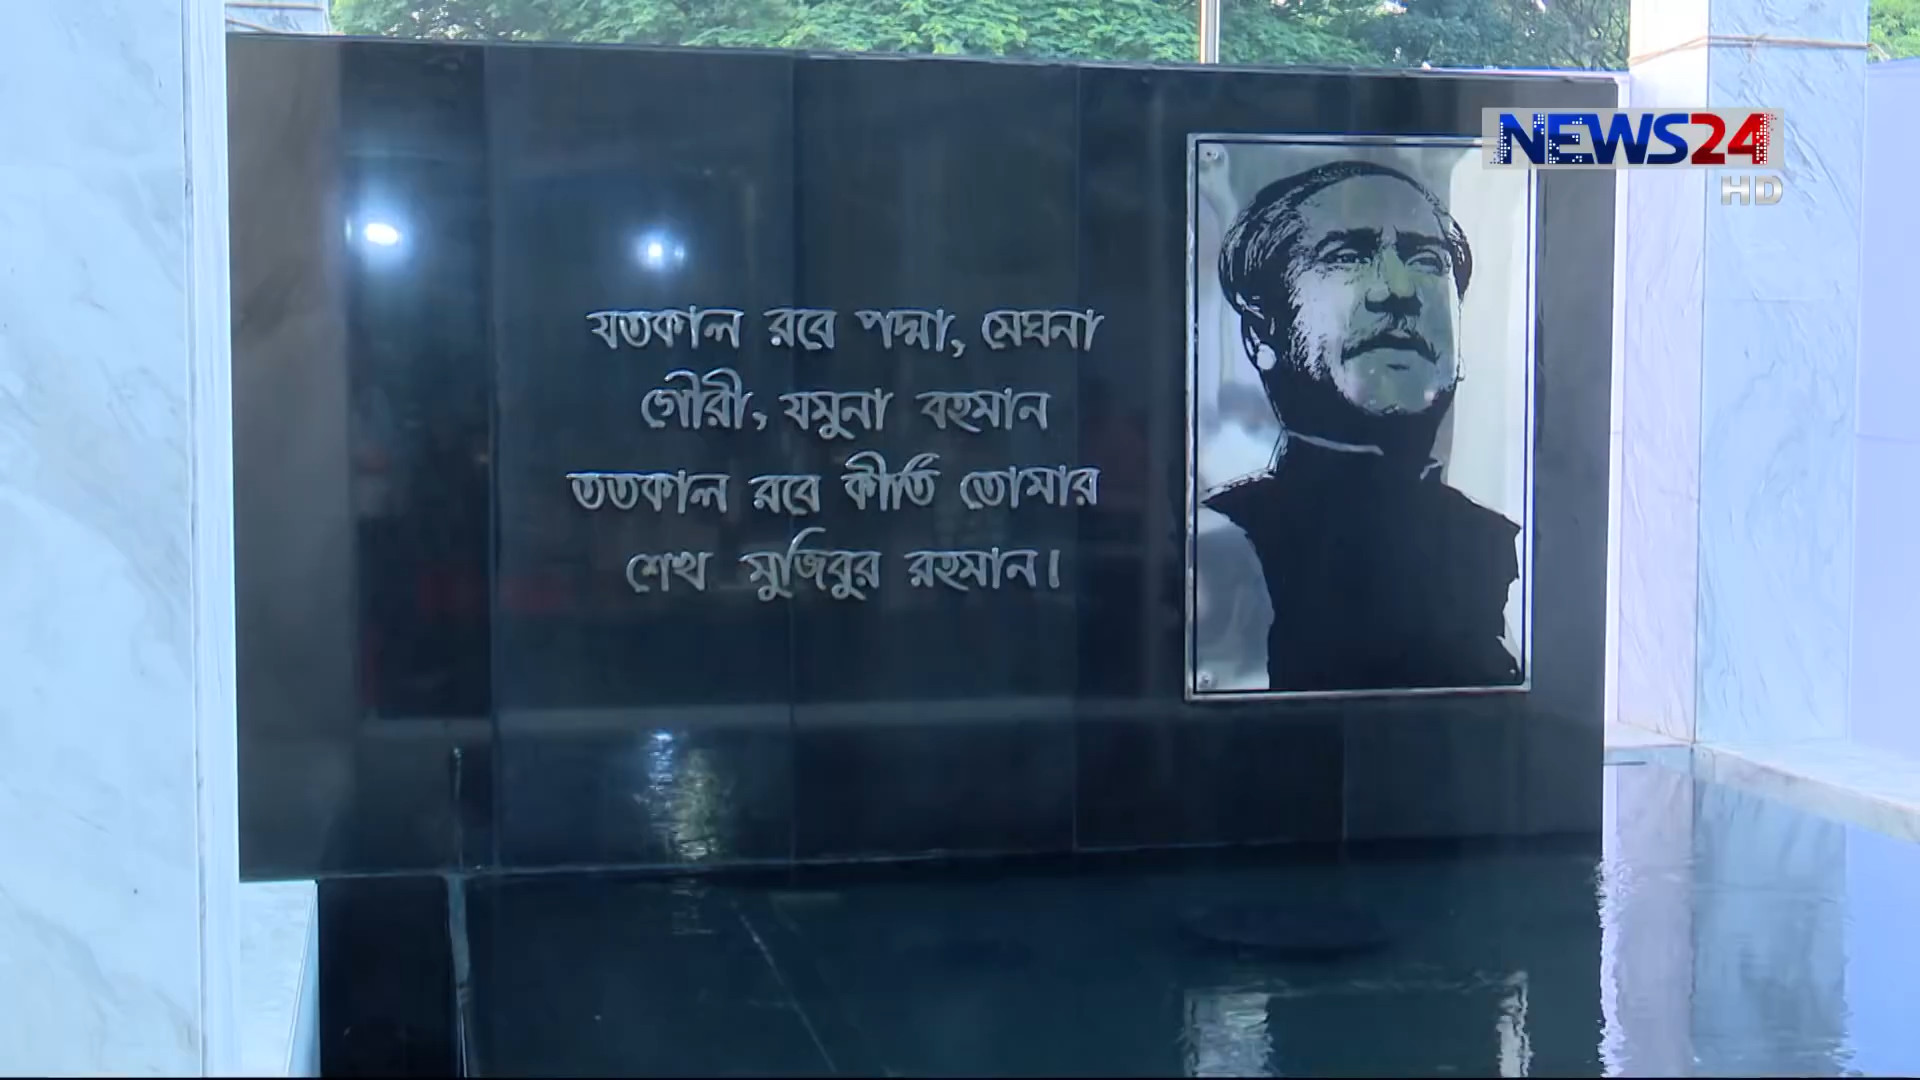 NEWS24
HD
যতকাল রবে পদ্মা, মেঘনা
গৌরী, যমুনা বহমান
ততকাল রবে কীর্তি তোমার
শেখ মুজিবুর রহমান।